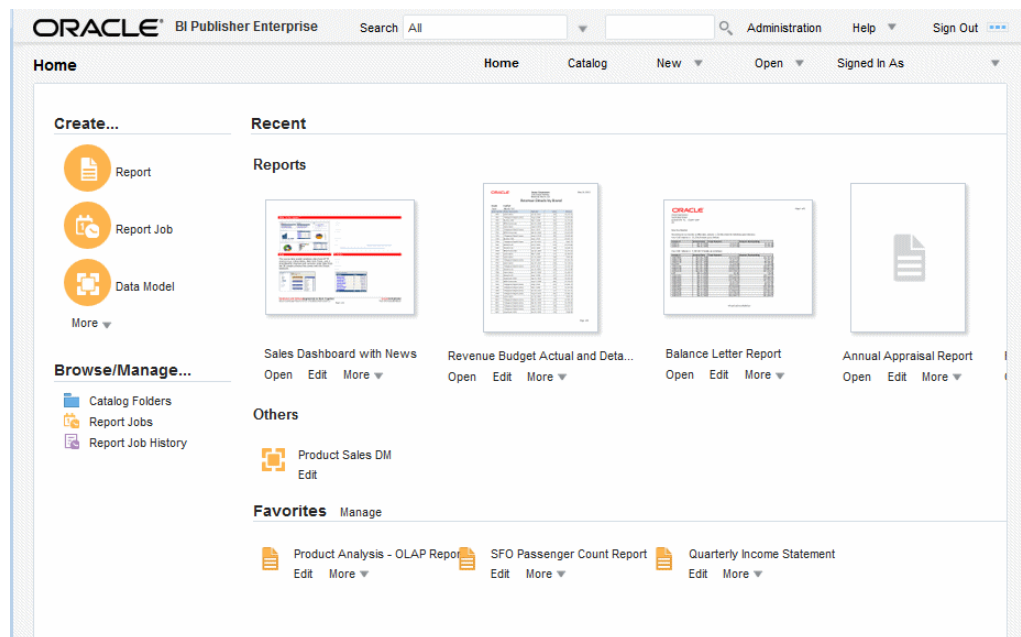 ORACLE BI Publisher Enterprise Search All Administration Help Sign Out
Home Home Catalog New Open Signed In As
Create...
Report
Report Job
Data Model
More
Browse/Manage...
Catalog Folders
Report Jobs
Report Job History
Recent
Reports
ORACLE
ORACLE
Sales Dashboard with News
Open Edit More
Revenue Budget Actual and Deta...
Open Edit More
Balance Letter Report
Open Edit More
Annual Appraisal Report
Open Edit More
Others
Product Sales DM
Edit
Favorites Manage
Product Analysis - OLAP Repor
Edit More
SFO Passenger Count Report
Edit More
Quarterly Income Statement
Edit More